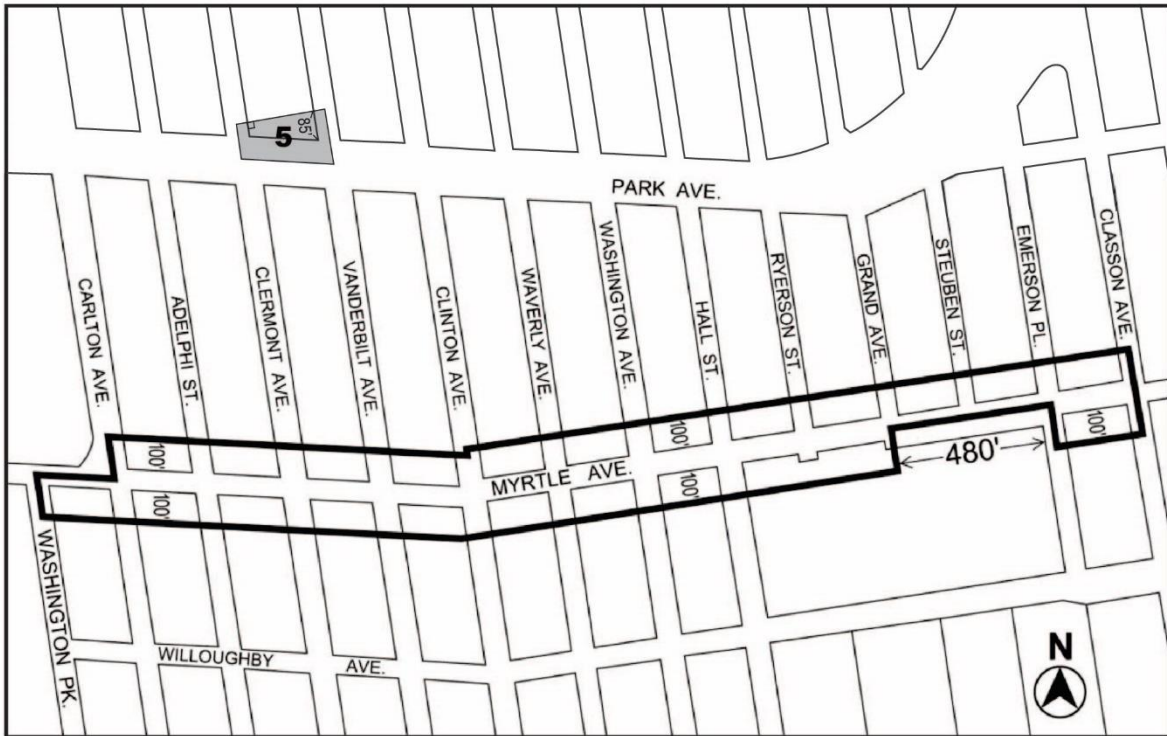 5
85'
PARK AVE.
CARLTON AVE.
ADELPHI ST.
CLERMONT AVE.
VANDERBILT AVE.
CLINTON AVE.
WAVERLY AVE.
WASHINGTON AVE.
HALL ST.
RYERSON ST.
GRAND AVE.
STEUBEN ST.
EMERSON PL.
CLASSON AVE.
100'
100'
100'
480'
MYRTLE AVE.
100'
100'
WASHINGTON PK.
WILLOUGHBY AVE.
N